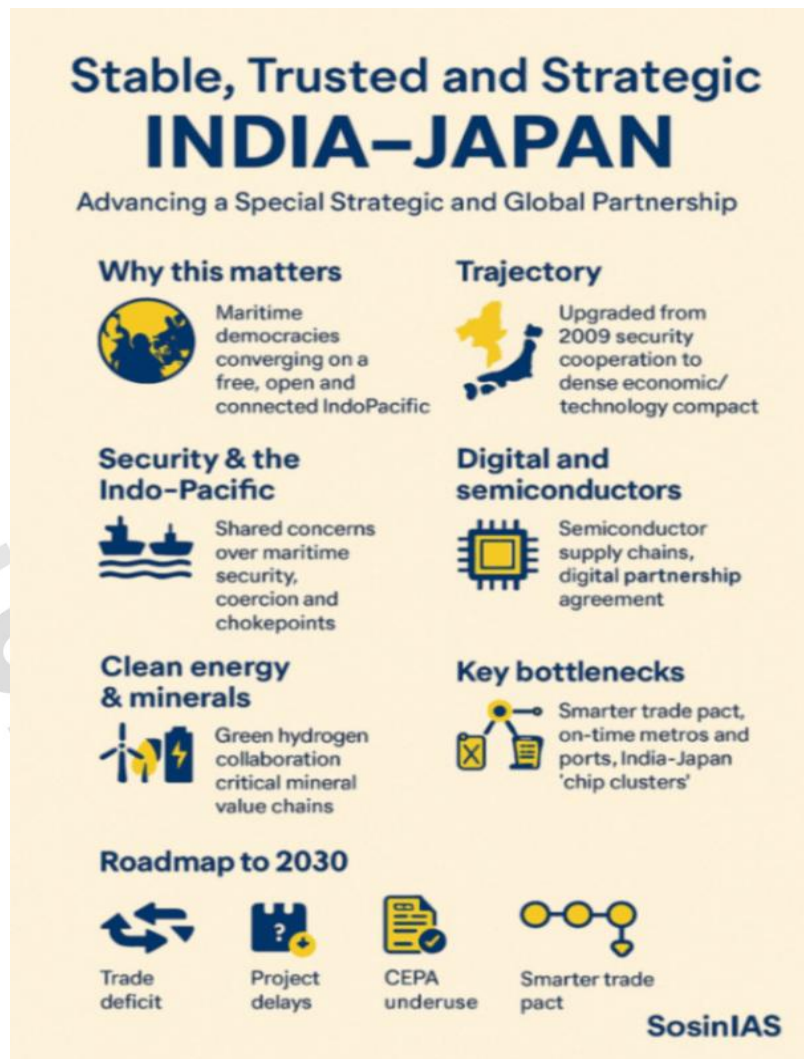 Stable, Trusted and Strategic
INDIA–JAPAN
Advancing a Special Strategic and Global Partnership
Why this matters
Maritime
democracies
converging on a
free, open and
connected IndoPacific
Trajectory
Upgraded from
2009 security
cooperation to
dense economic/
technology compact
Security & the
Indo-Pacific
Shared concerns
over maritime
security,
coercion and
chokepoints
Digital and
semiconductors
Semiconductor
supply chains,
digital partnership
agreement
Clean energy
& minerals
Green hydrogen
collaboration
critical mineral
value chains
Key bottlenecks
Smarter trade pact,
on-time metros and
ports, India-Japan
'chip clusters'
Roadmap to 2030
?
Trade
deficit
Project
delays
CEPA
underuse
Smarter trade
pact
SosinIAS